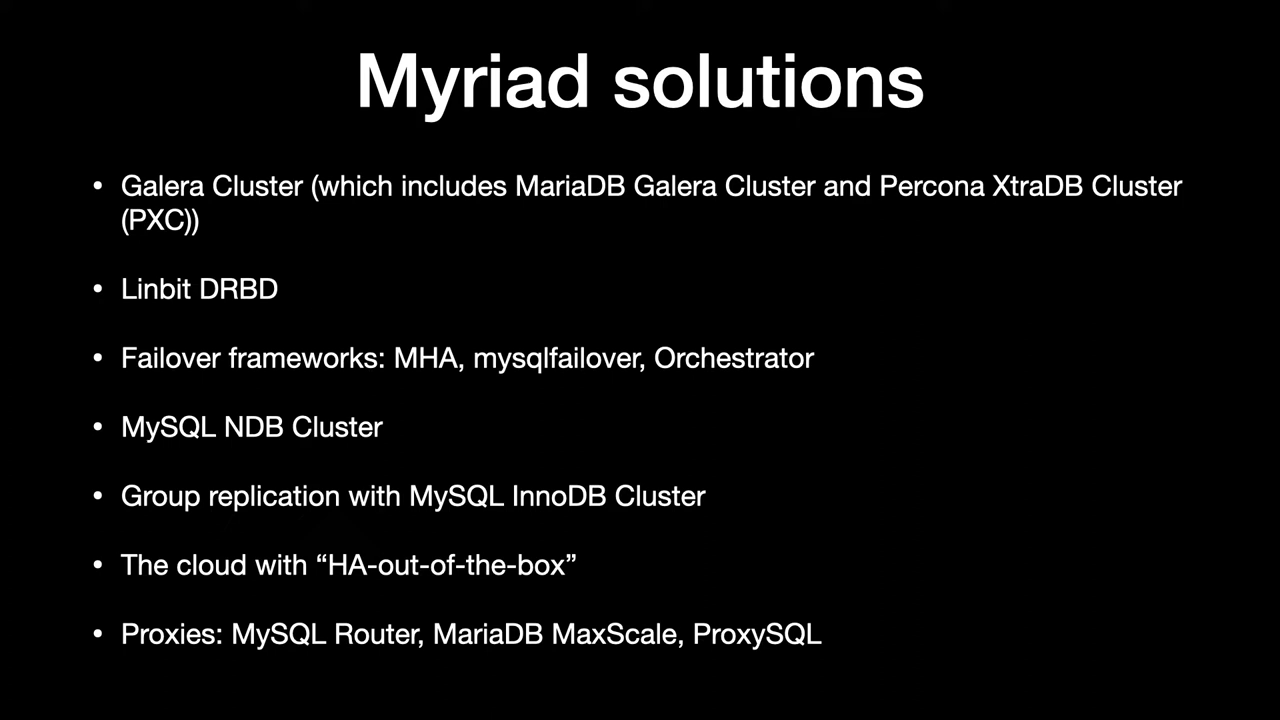 Myriad solutions
• Galera Cluster (which includes MariaDB Galera Cluster and Percona XtraDB Cluster
(PXC))
• Linbit DRBD
• Failover frameworks: MHA, mysqlfailover, Orchestrator
• MySQL NDB Cluster
• Group replication with MySQL InnoDB Cluster
• The cloud with “HA-out-of-the-box”
• Proxies: MySQL Router, MariaDB MaxScale, ProxySQL